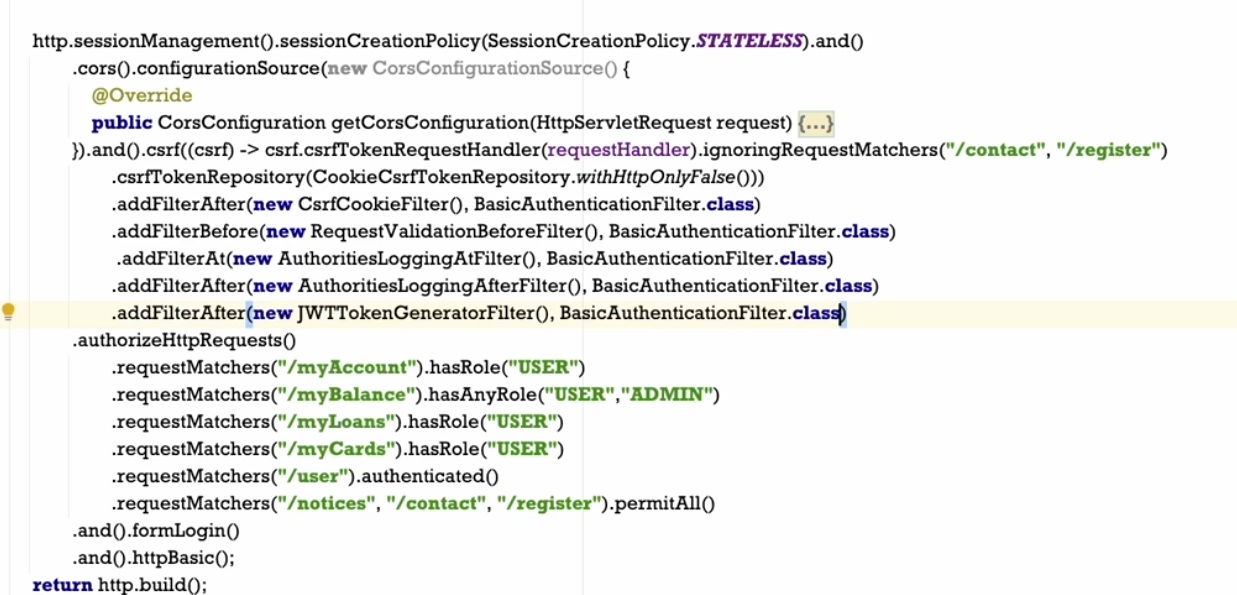 http.sessionManagement().sessionCreationPolicy(SessionCreationPolicy.STATELESS).and()
.cors().configurationSource(new CorsConfigurationSource() {
@Override
public CorsConfiguration getCorsConfiguration(HttpServletRequest request) {...}
}).and().csrf((csrf) -> csrf.csrfTokenRequestHandler(requestHandler).ignoringRequestMatchers("/contact", "/register")
.csrfTokenRepository(CookieCsrfTokenRepository.withHttpOnlyFalse()))
.addFilterAfter(new CsrfCookieFilter(), BasicAuthenticationFilter.class)
.addFilterBefore(new RequestValidationBeforeFilter(), BasicAuthenticationFilter.class)
.addFilterAt(new AuthoritiesLoggingAtFilter(), BasicAuthenticationFilter.class)
.addFilterAfter(new AuthoritiesLoggingAfterFilter(), BasicAuthenticationFilter.class)
.addFilterAfter(new JWTTokenGeneratorFilter(), BasicAuthenticationFilter.class)
.authorizeHttpRequests()
.requestMatchers("/myAccount").hasRole("USER")
.requestMatchers("/myBalance").hasAnyRole("USER","ADMIN")
.requestMatchers("/myLoans").hasRole("USER")
.requestMatchers("/myCards").hasRole("USER")
.requestMatchers("/user").authenticated()
.requestMatchers("/notices", "/contact", "/register").permitAll()
.and().formLogin()
.and().httpBasic();
return http.build();